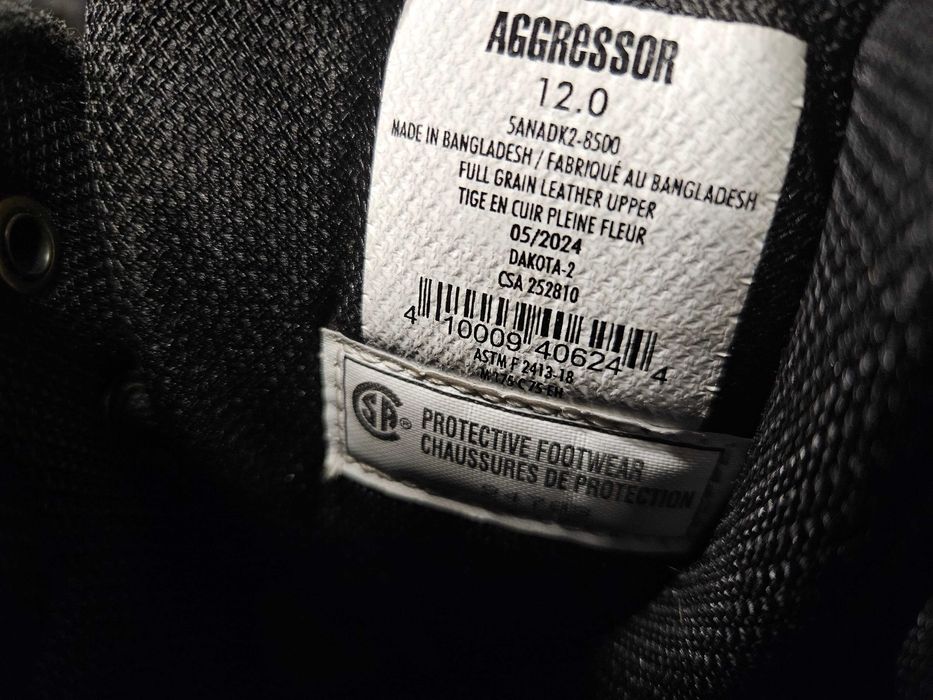 AGGRESSOR
12.0
5ANADK2-8500
MADE IN BANGLADESH / FABRIQUÉ AU BANGLADESH
FULL GRAIN LEATHER UPPER
TIGE EN CUIR PLEINE FLEUR
05/2024
DAKOTA-2
CSA 252810
4 10009 40624 4
ASTM F 2413-18
CSA ® PROTECTIVE FOOTWEAR
CHAUSSURES DE PROTECTION